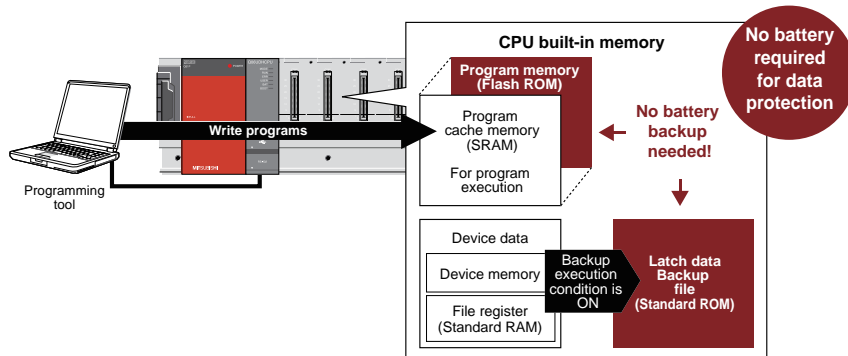 CPU built-in memory
No battery
required
for data
protection
Program memory
(Flash ROM)
Program
cache memory
(SRAM)
For program
execution
No battery
backup
needed!
Write programs
MITSUBISHI
Programming
tool
Device data
Device memory
File register
(Standard RAM)
Backup
execution
condition is
ON
Latch data
Backup
file
(Standard ROM)